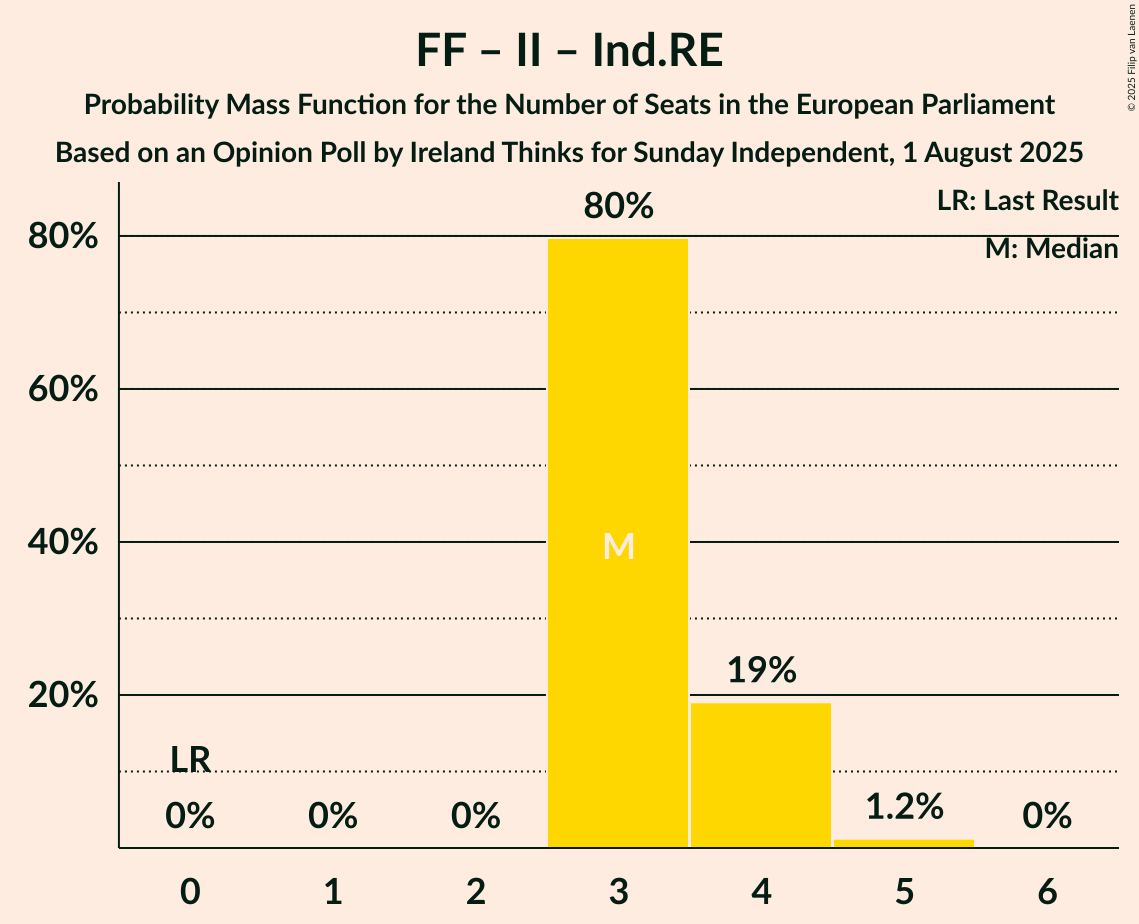 FF – II – Ind.RE
Probability Mass Function for the Number of Seats in the European Parliament
Based on an Opinion Poll by Ireland Thinks for Sunday Independent, 1 August 2025
© 2025 Filip van Laenen
LR: Last Result
M: Median
80%
60%
40%
20%
80%
M
19%
LR
0%
0%
0%
1.2%
0%
0
1
2
3
4
5
6